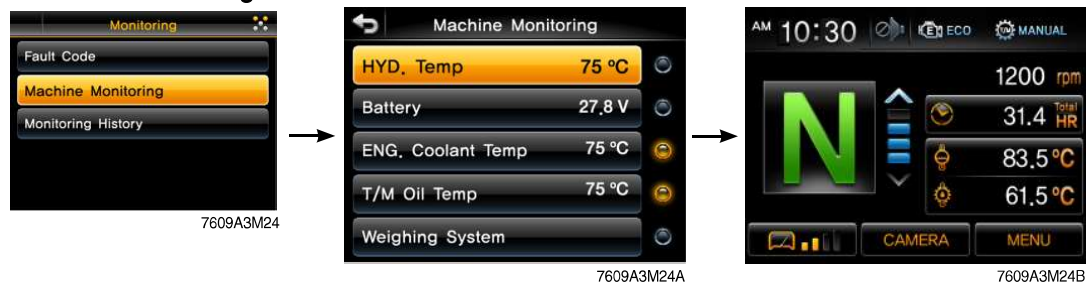 Monitoring
Fault Code
Machine Monitoring
Monitoring History
7609A3M24
Machine Monitoring
HYD. Temp 75 ºC
Battery 27.8 V
ENG. Coolant Temp 75 ºC
T/M Oil Temp 75 ºC
Weighing System
7609A3M24A
AM 10:30 E ECO T/M MANUAL
1200 rpm
N
31.4 Total HR
83.5 ºC
61.5 ºC
CAMERA MENU
7609A3M24B